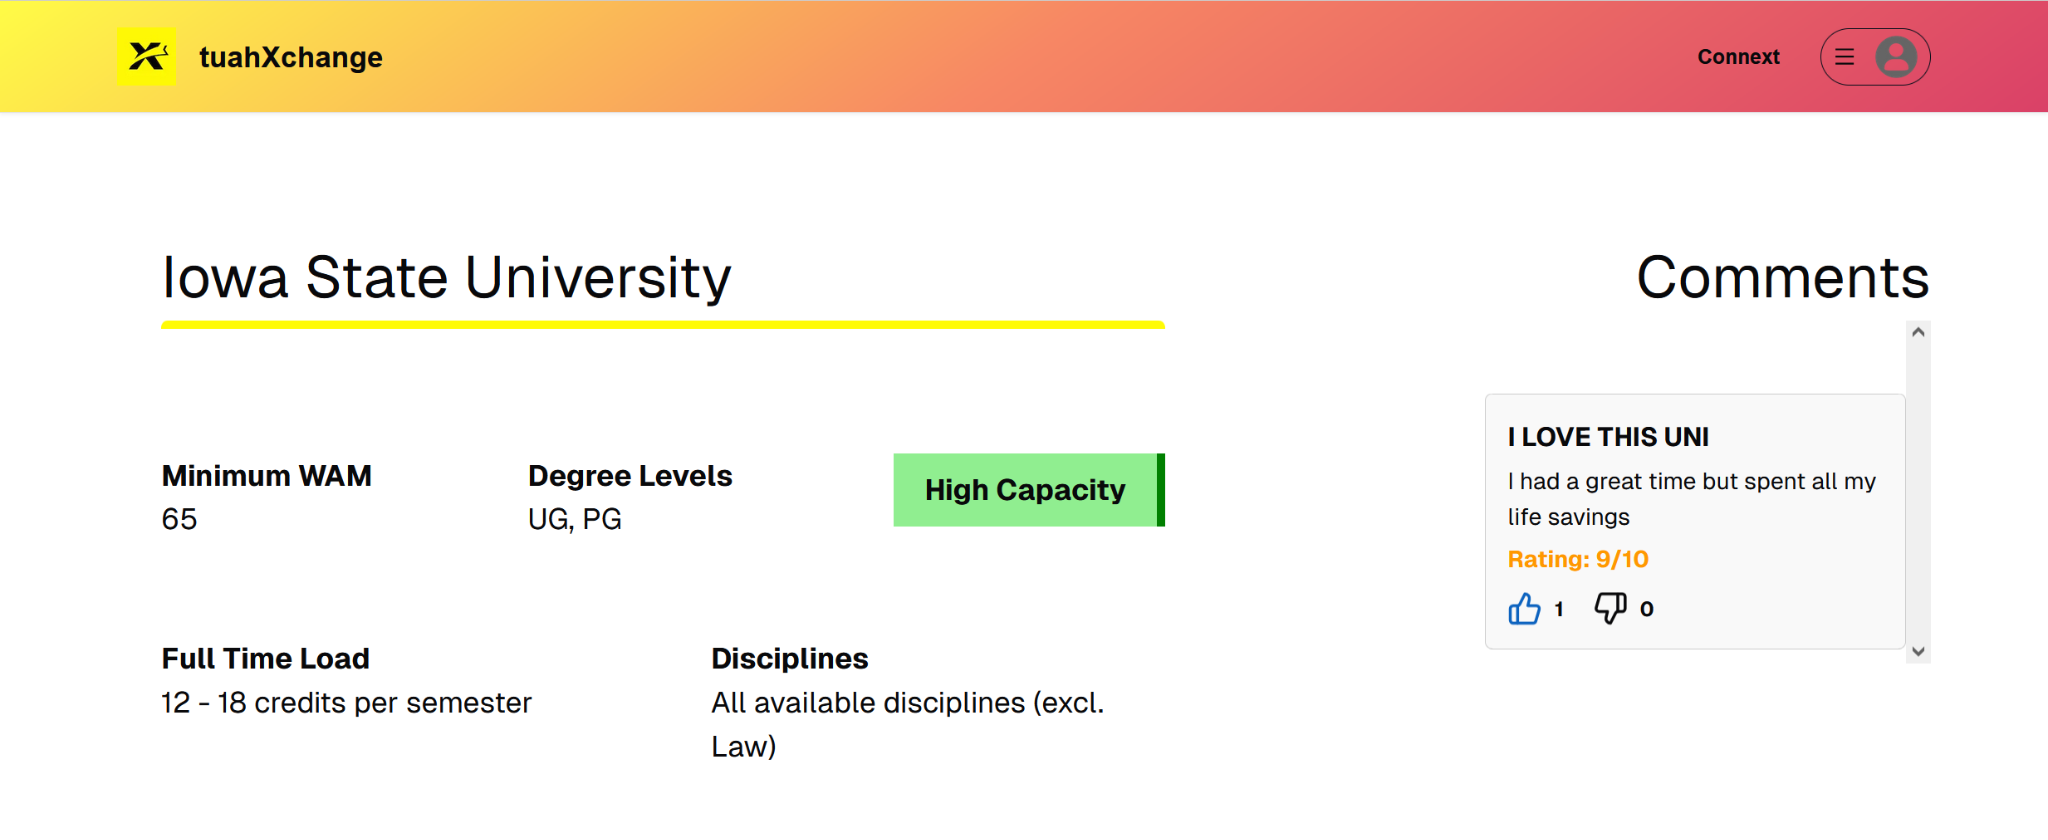 tuahXchange
Connext
Iowa State University
Comments
Minimum WAM
65
Degree Levels
UG, PG
High Capacity
Full Time Load
12 - 18 credits per semester
Disciplines
All available disciplines (excl.
Law)
I LOVE THIS UNI
I had a great time but spent all my
life savings
Rating: 9/10
1 0